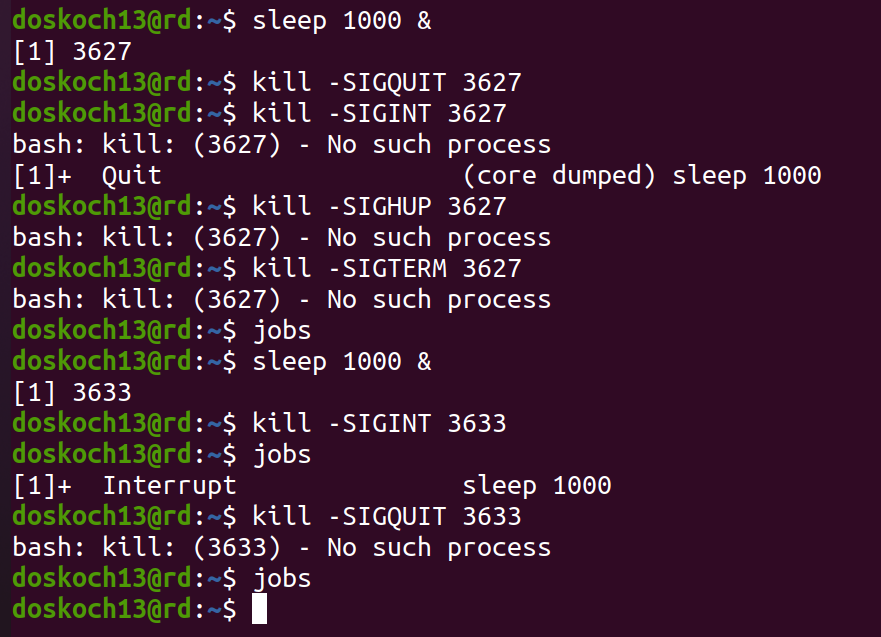 doskoch13@rd:~$ sleep 1000 &
[1] 3627
doskoch13@rd:~$ kill -SIGQUIT 3627
doskoch13@rd:~$ kill -SIGINT 3627
bash: kill: (3627) - No such process
[1]+  Quit                    (core dumped) sleep 1000
doskoch13@rd:~$ kill -SIGHUP 3627
bash: kill: (3627) - No such process
doskoch13@rd:~$ kill -SIGTERM 3627
bash: kill: (3627) - No such process
doskoch13@rd:~$ jobs
doskoch13@rd:~$ sleep 1000 &
[1] 3633
doskoch13@rd:~$ kill -SIGINT 3633
doskoch13@rd:~$ jobs
[1]+  Interrupt               sleep 1000
doskoch13@rd:~$ kill -SIGQUIT 3633
bash: kill: (3633) - No such process
doskoch13@rd:~$ jobs
doskoch13@rd:~$